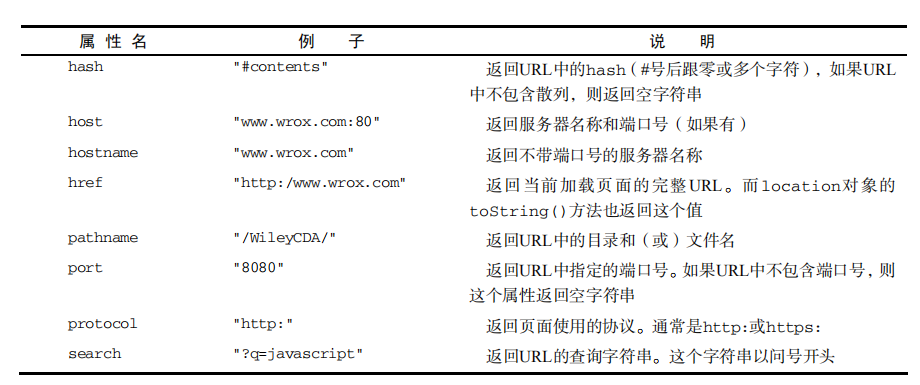 属 性 名 例 子 说 明
hash "#contents" 返回URL中的hash（#号后跟零或多个字符），如果URL
中不包含散列，则返回空字符串
host "www.wrox.com:80" 返回服务器名称和端口号（如果有）
hostname "www.wrox.com" 返回不带端口号的服务器名称
href "http:/www.wrox.com" 返回当前加载页面的完整URL。而location对象的
toString()方法也返回这个值
pathname "/WileyCDA/" 返回URL中的目录和（或）文件名
port "8080" 返回URL中指定的端口号。如果URL中不包含端口号，则
这个属性返回空字符串
protocol "http:" 返回页面使用的协议。通常是http:或https:
search "?q=javascript" 返回URL的查询字符串。这个字符串以问号开头